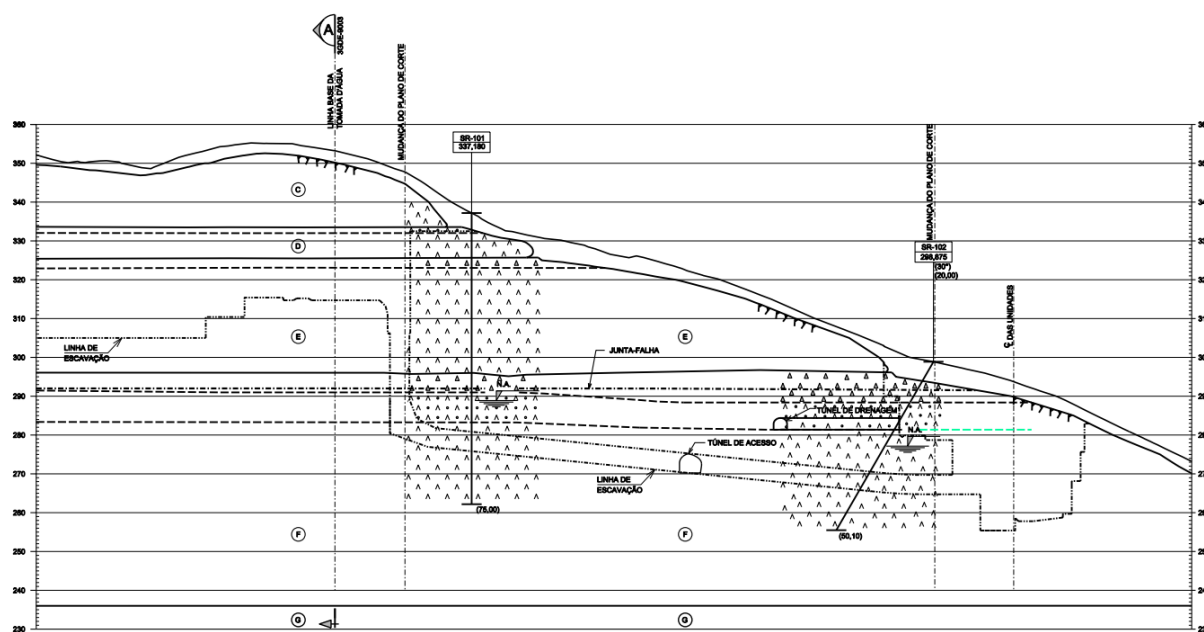 A
3GDE-9003
LINHA BASE DA
TOMADA D'ÁGUA
MUDANÇA DO PLANO DE CORTE
MUDANÇA DO PLANO DE CORTE
360
350
340
330
320
310
300
290
280
270
260
250
240
230
SR-101
337,180
SR-102
298,875
(30°)
(20,00)
℄ DAS UNIDADES
C
D
E
E
LINHA DE
ESCAVAÇÃO
JUNTA-FALHA
N.A.
TÚNEL DE DRENAGEM
N.A.
TÚNEL DE ACESSO
LINHA DE
ESCAVAÇÃO
(75,00)
(50,10)
F
F
G
G